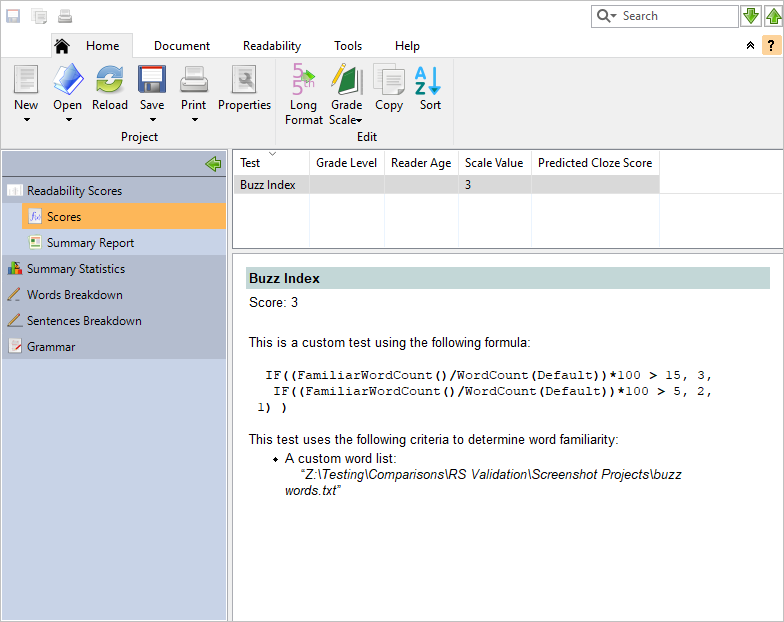 Search
Home Document Readability Tools Help
?
New Open Reload Save Print Properties Long Format Grade Scale Copy Sort
Project Edit
Readability Scores
Scores
Summary Report
Summary Statistics
Words Breakdown
Sentences Breakdown
Grammar
Test Grade Level Reader Age Scale Value Predicted Cloze Score
Buzz Index 3
Buzz Index
Score: 3
This is a custom test using the following formula:
IF((FamiliarWordCount()/WordCount(Default))*100 > 15, 3,
IF((FamiliarWordCount()/WordCount(Default))*100 > 5, 2,
1) )
This test uses the following criteria to determine word familiarity:
• A custom word list:
“Z:\Testing\Comparisons\RS Validation\Screenshot Projects\buzz
words.txt”